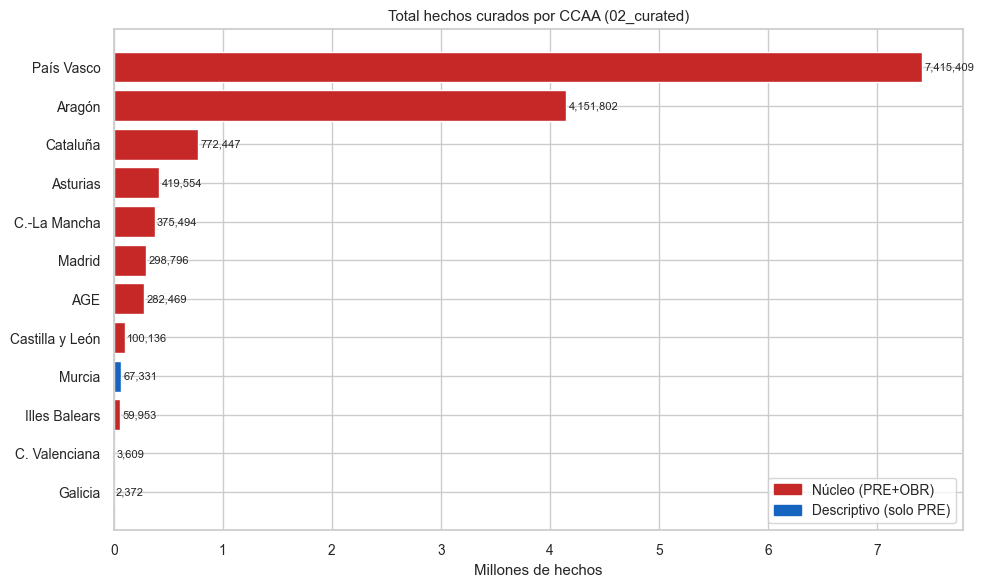 Total hechos curados por CCAA (02_curated)
País Vasco 7,415,409
Aragón 4,151,802
Cataluña 772,447
Asturias 419,554
C.-La Mancha 375,494
Madrid 298,796
AGE 282,469
Castilla y León 100,136
Murcia 67,331
Illes Balears 59,953
C. Valenciana 3,609
Galicia 2,372
Núcleo (PRE+OBR)
Descriptivo (solo PRE)
0 1 2 3 4 5 6 7
Millones de hechos